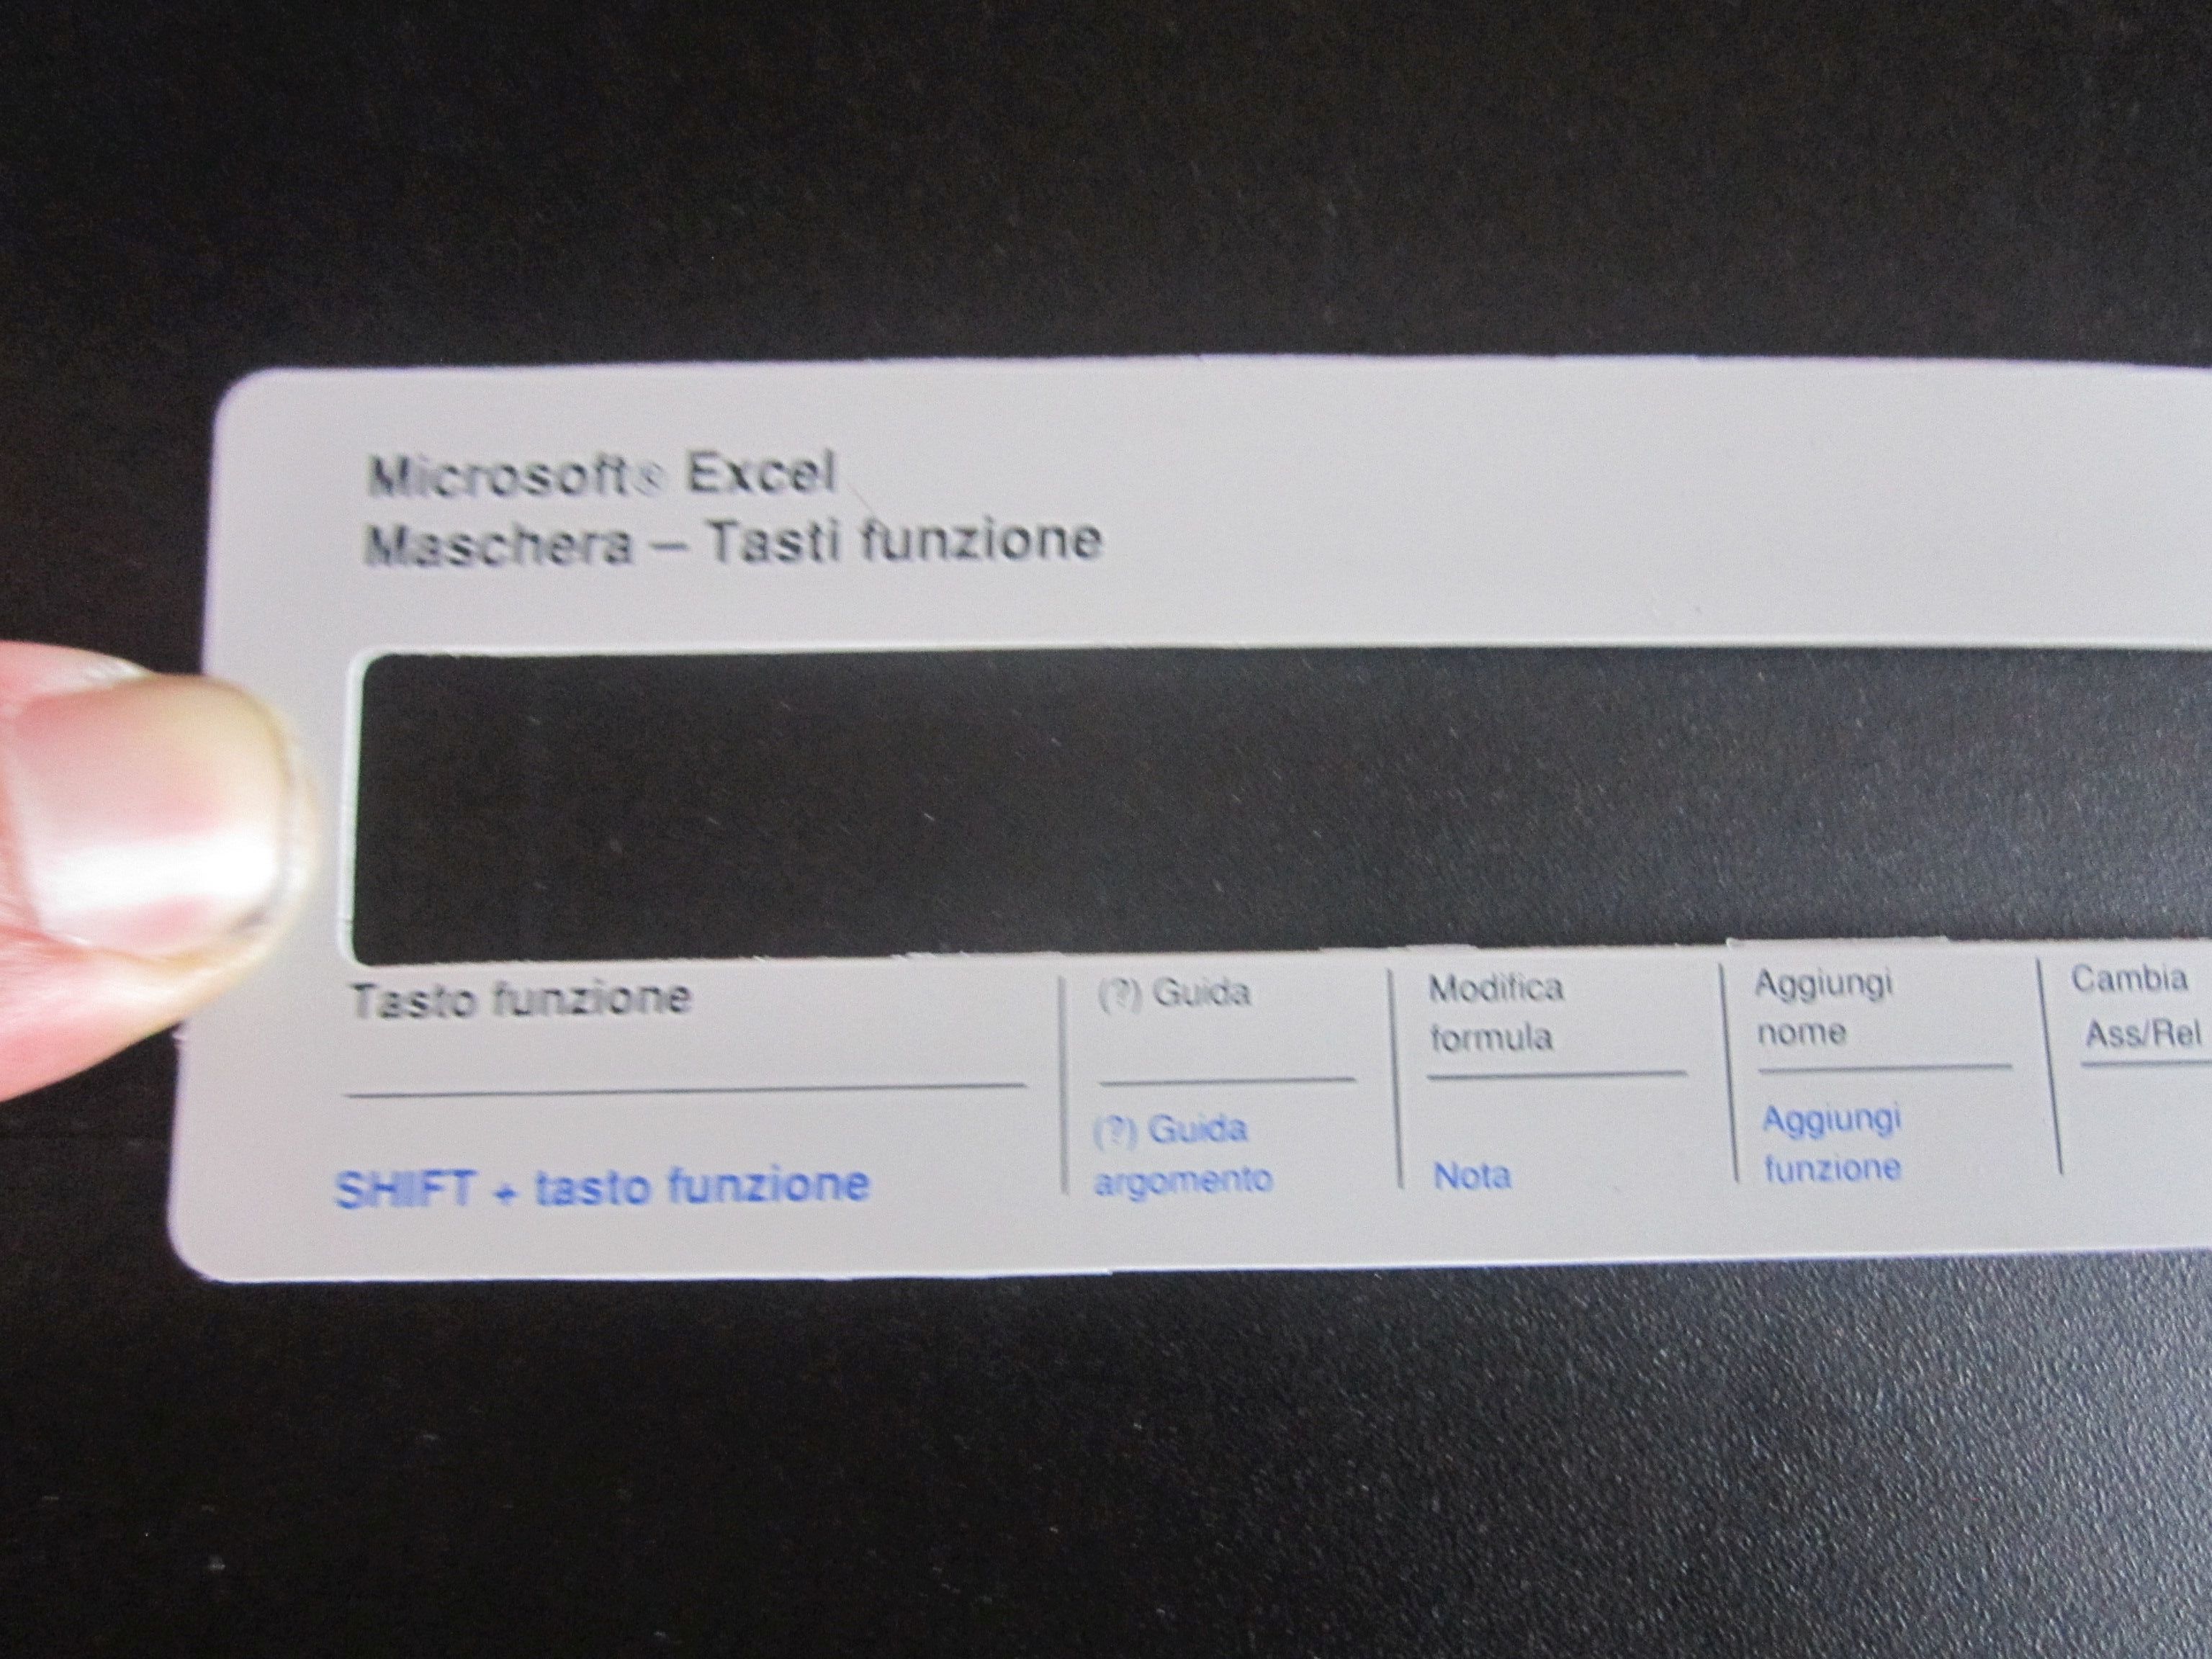 Microsoft® Excel
Maschera – Tasti funzione
Tasto funzione
(?) Guida
Modifica
formula
Aggiungi
nome
Cambia
Ass/Rel
SHIFT + tasto funzione
(?) Guida
argomento
Nota
Aggiungi
funzione